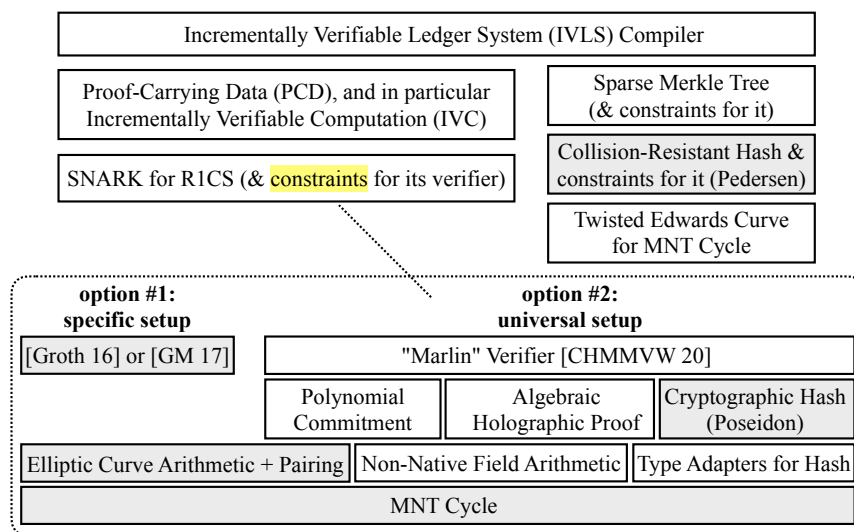 Incrementally Verifiable Ledger System (IVLS) Compiler
Proof-Carrying Data (PCD), and in particular
Incrementally Verifiable Computation (IVC)
Sparse Merkle Tree
(& constraints for it)
SNARK for R1CS (& constraints for its verifier)
Collision-Resistant Hash &
constraints for it (Pedersen)
Twisted Edwards Curve
for MNT Cycle
option #1:
specific setup
option #2:
universal setup
[Groth 16] or [GM 17]
"Marlin" Verifier [CHMMVW 20]
Polynomial
Commitment
Algebraic
Holographic Proof
Cryptographic Hash
(Poseidon)
Elliptic Curve Arithmetic + Pairing
Non-Native Field Arithmetic
Type Adapters for Hash
MNT Cycle